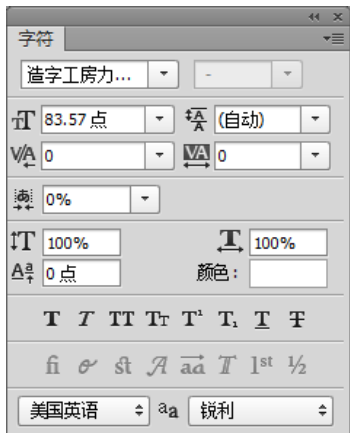 字符
造字工房力... -
83.57 点 (自动)
0 0
0%
100% 100%
0 点 颜色：
T T TT Tт T¹ T₁ T T
fi st A aa T 1st ½
美国英语 aa 锐利